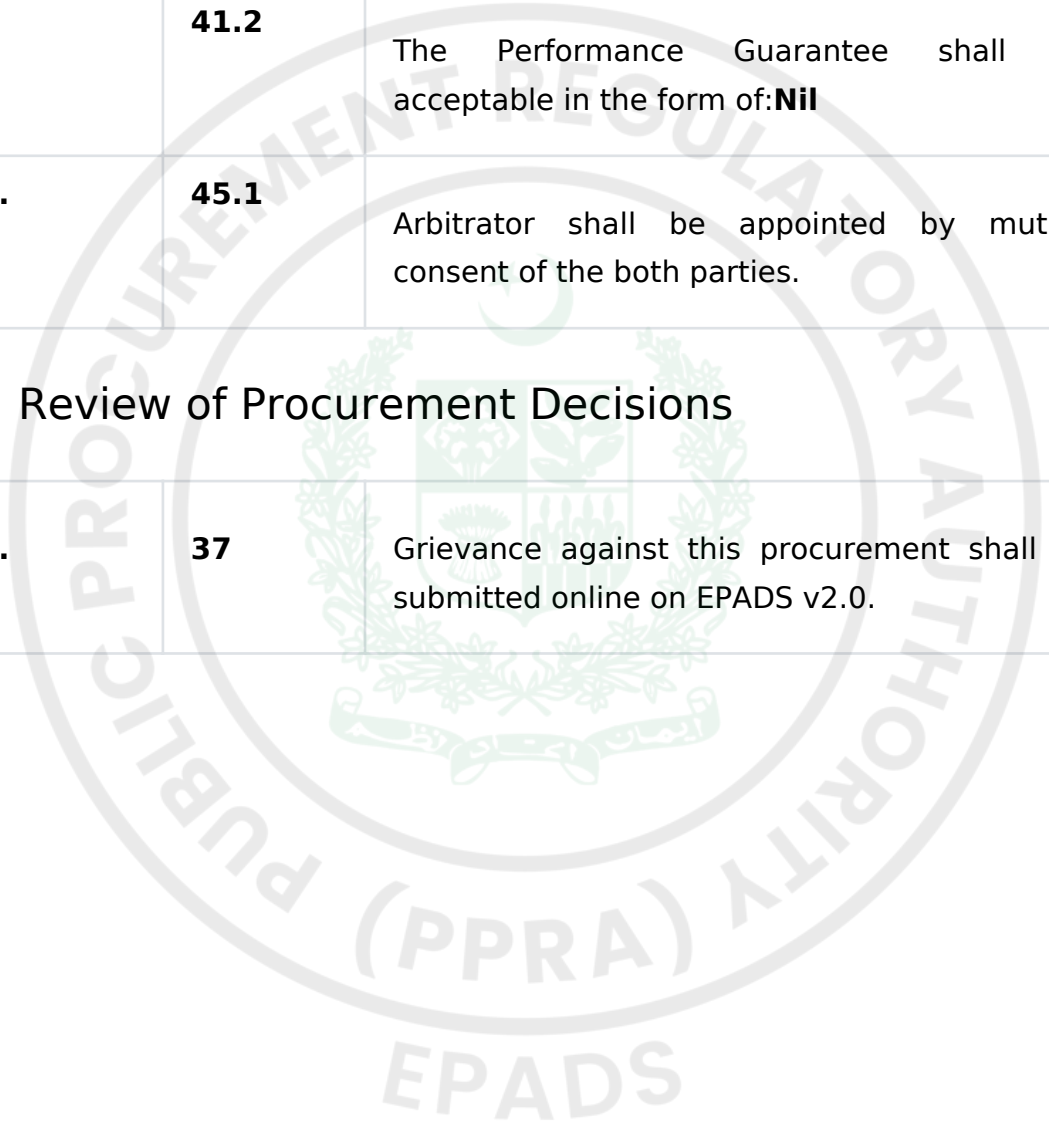 41.2
The Performance Guarantee shall
acceptable in the form of:Nil
.
45.1
Arbitrator shall be appointed by mut
consent of the both parties.
Review of Procurement Decisions
.
37
Grievance against this procurement shall
submitted online on EPADS v2.0.
PUBLIC PROCUREMENT REGULATORY AUTHORITY
(PPRA)
EPADS